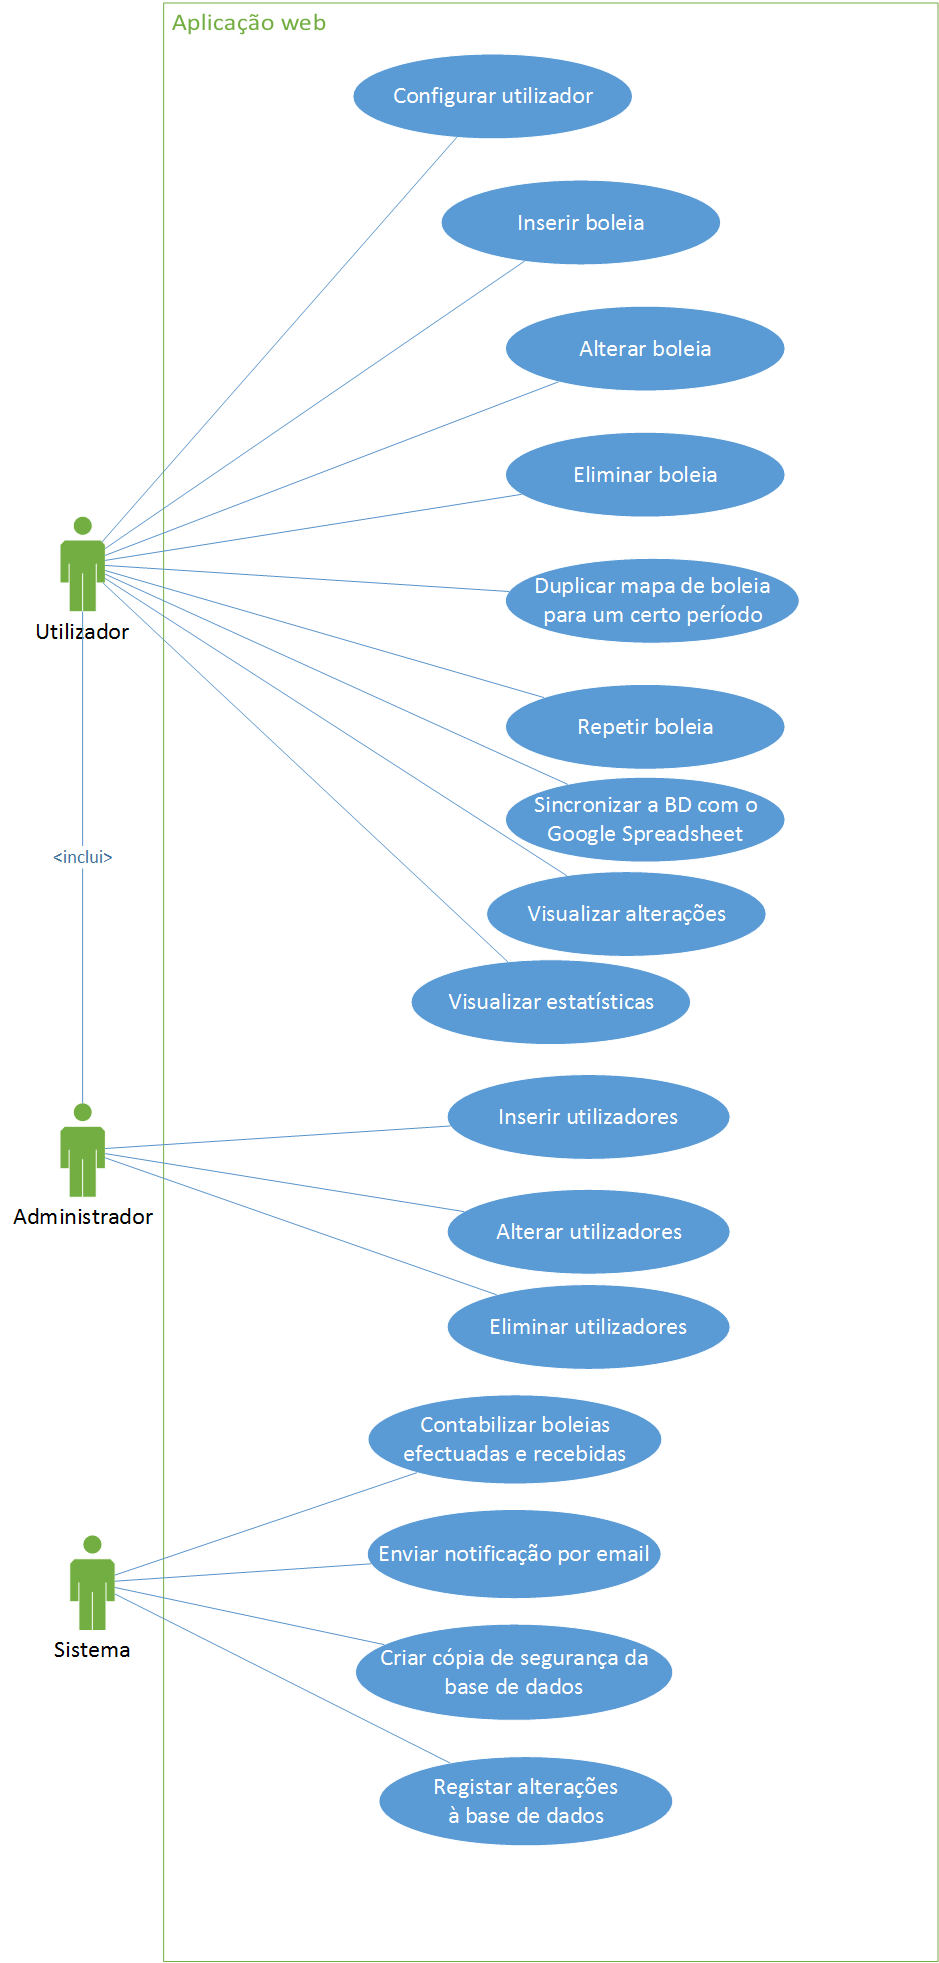 Aplicação web
Configurar utilizador
Inserir boleia
Alterar boleia
Eliminar boleia
Duplicar mapa de boleia
para um certo período
Utilizador
Repetir boleia
Sincronizar a BD com o
Google Spreadsheet
<inclui>
Visualizar alterações
Visualizar estatísticas
Inserir utilizadores
Administrador
Alterar utilizadores
Eliminar utilizadores
Contabilizar boleias
efectuadas e recebidas
Enviar notificação por email
Sistema
Criar cópia de segurança da
base de dados
Registar alterações
à base de dados